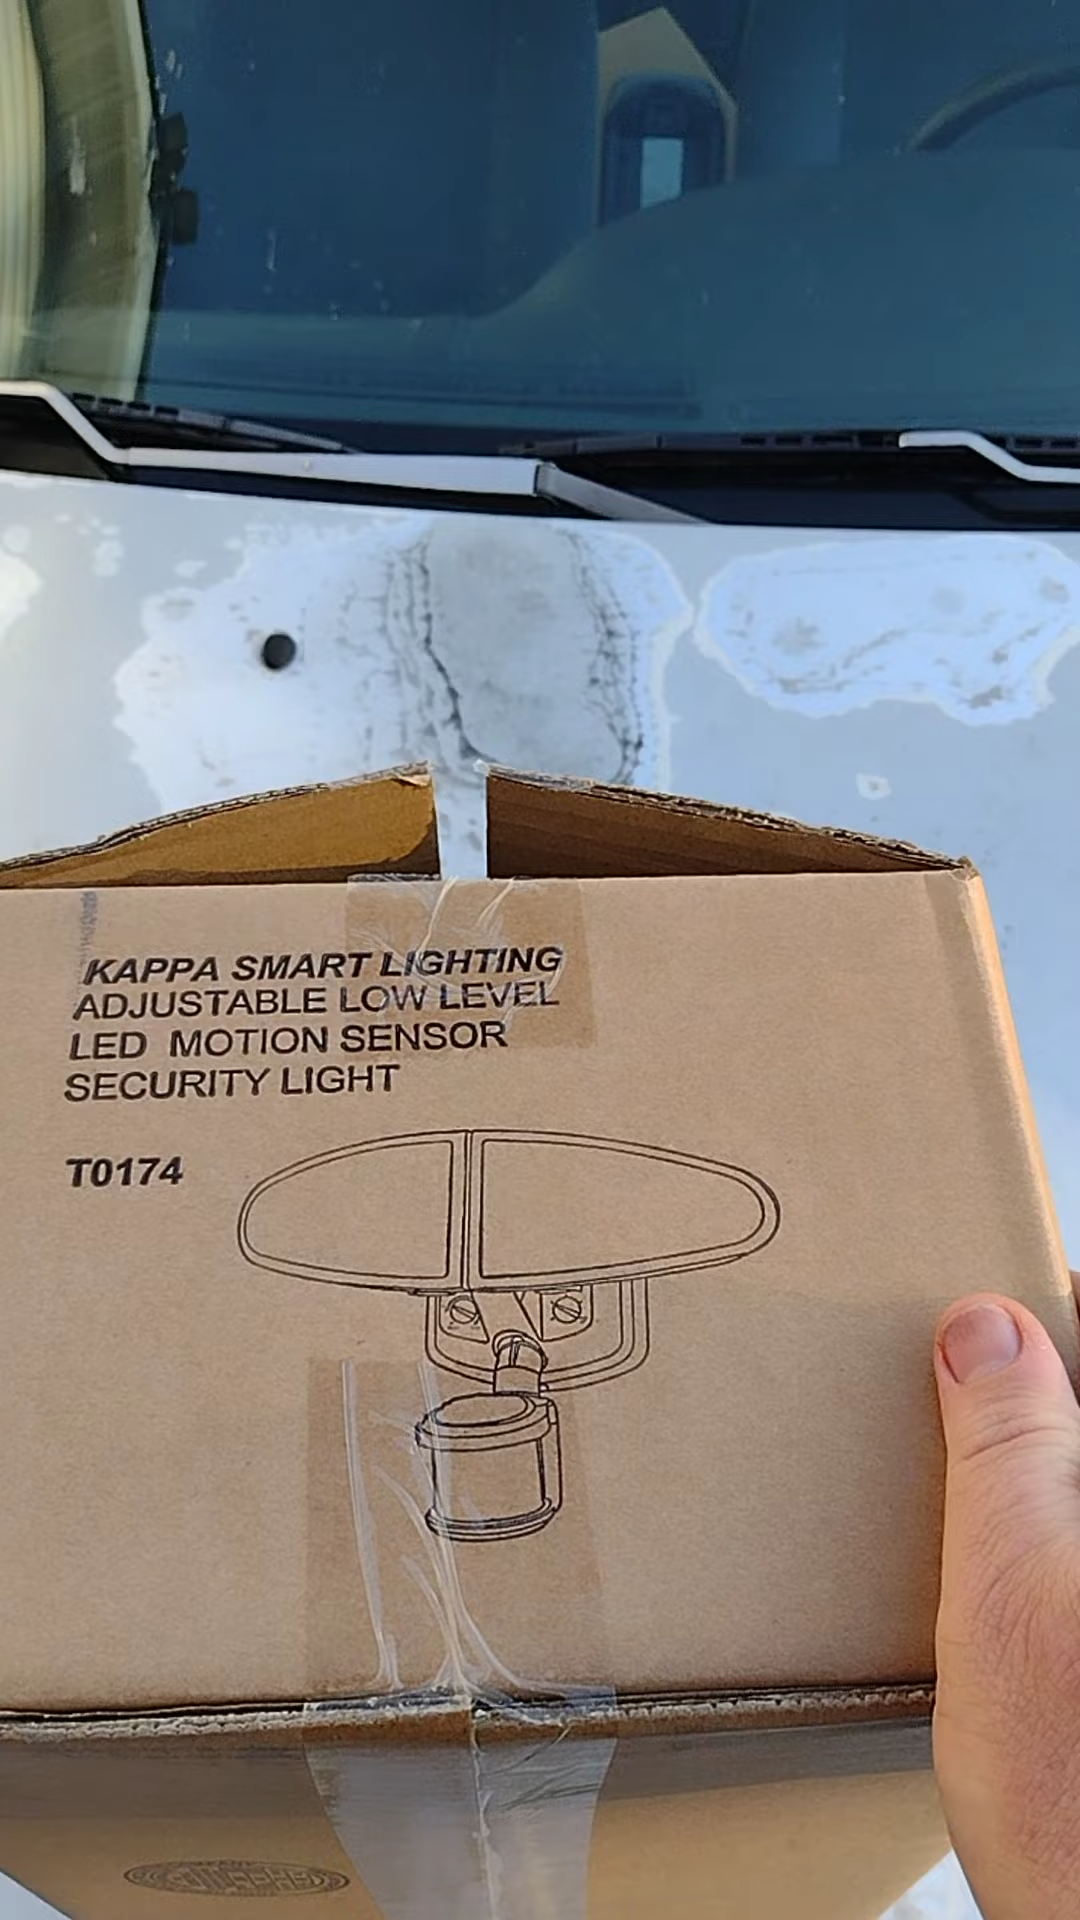 KAPPA SMART LIGHTING
ADJUSTABLE LOW LEVEL
LED MOTION SENSOR
SECURITY LIGHT
T0174